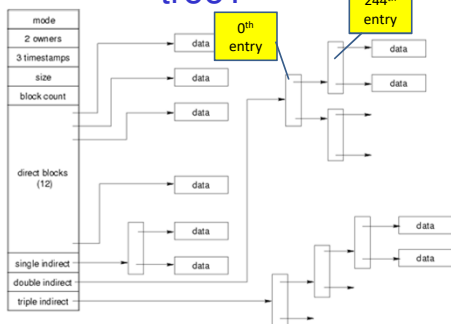 mode
2 owners
3 timestamps
size
block count
direct blocks
(12)
single indirect
double indirect
triple indirect
data
data
data
data
data
data
0th
entry
244th
entry
data
data
data
data